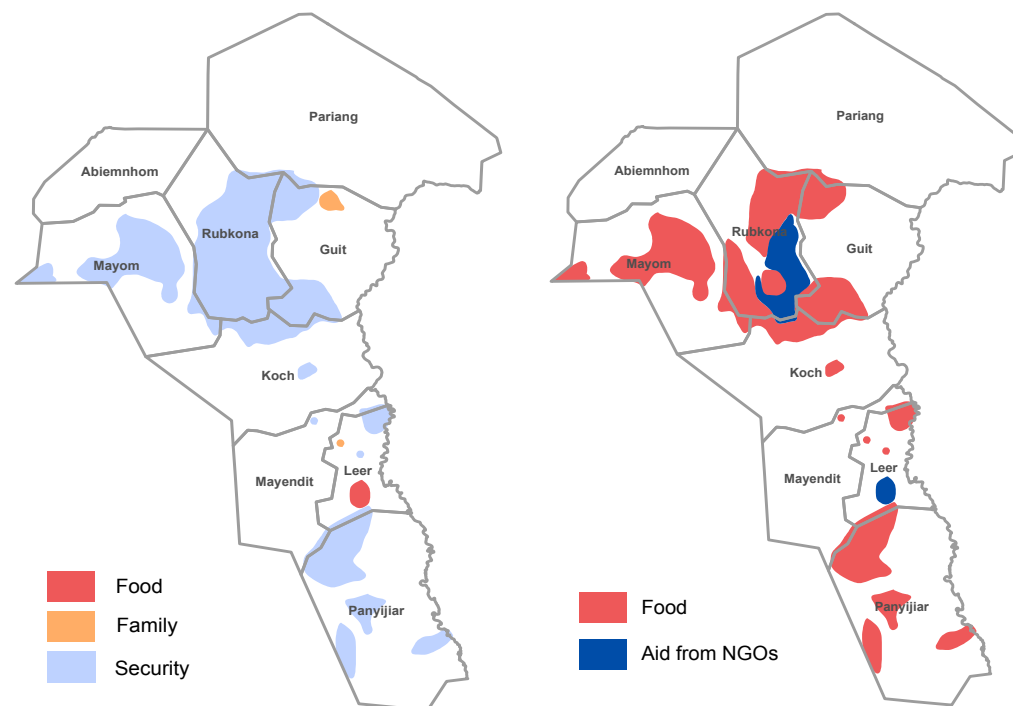 Pariang
Abiemnhom
Rubkona
Guit
Mayom
Koch
Mayendit
Leer
Panyijiar
Food
Family
Security
Pariang
Abiemnhom
Rubkona
Guit
Mayom
Koch
Mayendit
Leer
Panyijiar
Food
Aid from NGOs